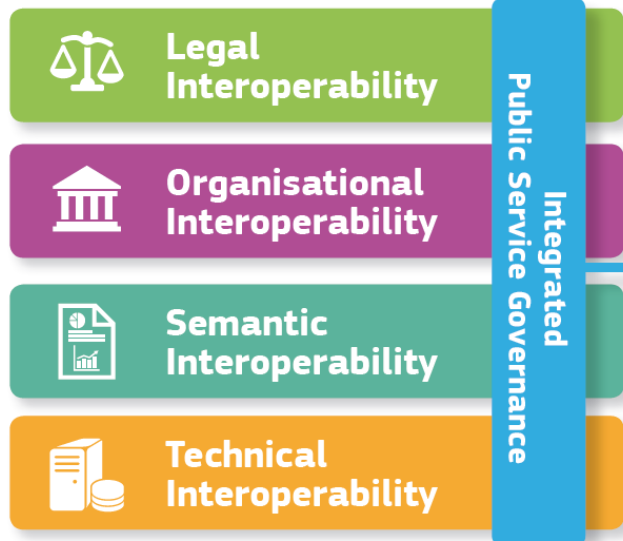 Legal
Interoperability
Organisational
Interoperability
Semantic
Interoperability
Technical
Interoperability
Integrated
Public Service Governance